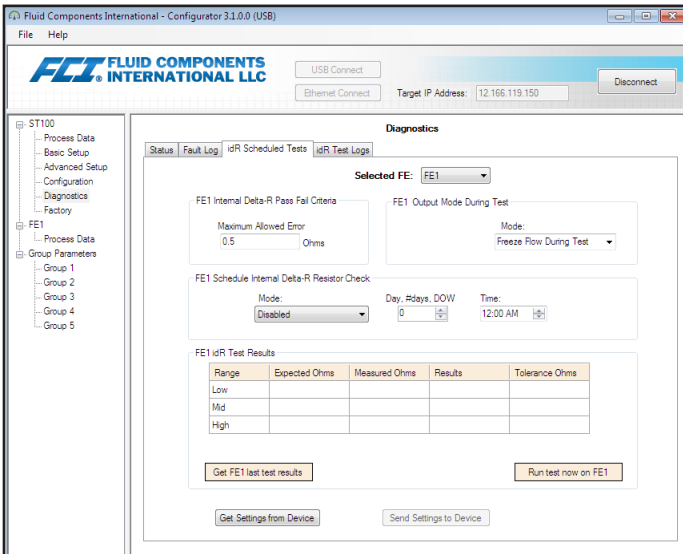 Fluid Components International - Configurator 3.1.0.0 (USB)
File Help
FCI FLUID COMPONENTS
® INTERNATIONAL LLC
USB Connect
Ethernet Connect
Target IP Address: 12.166.119.150
Disconnect
ST100
Process Data
Basic Setup
Advanced Setup
Configuration
Diagnostics
Factory
FE1
Process Data
Group Parameters
Group 1
Group 2
Group 3
Group 4
Group 5
Diagnostics
Status Fault Log idR Scheduled Tests idR Test Logs
Selected FE: FE1
FE1 Internal Delta-R Pass Fail Criteria
Maximum Allowed Error
0.5 Ohms
FE1 Output Mode During Test
Mode:
Freeze Flow During Test
FE1 Schedule Internal Delta-R Resistor Check
Mode: Day, #days, DOW Time:
Disabled 0 12:00 AM
FE1 idR Test Results
Range Expected Ohms Measured Ohms Results Tolerance Ohms
Low
Mid
High
Get FE1 last test results
Run test now on FE1
Get Settings from Device
Send Settings to Device